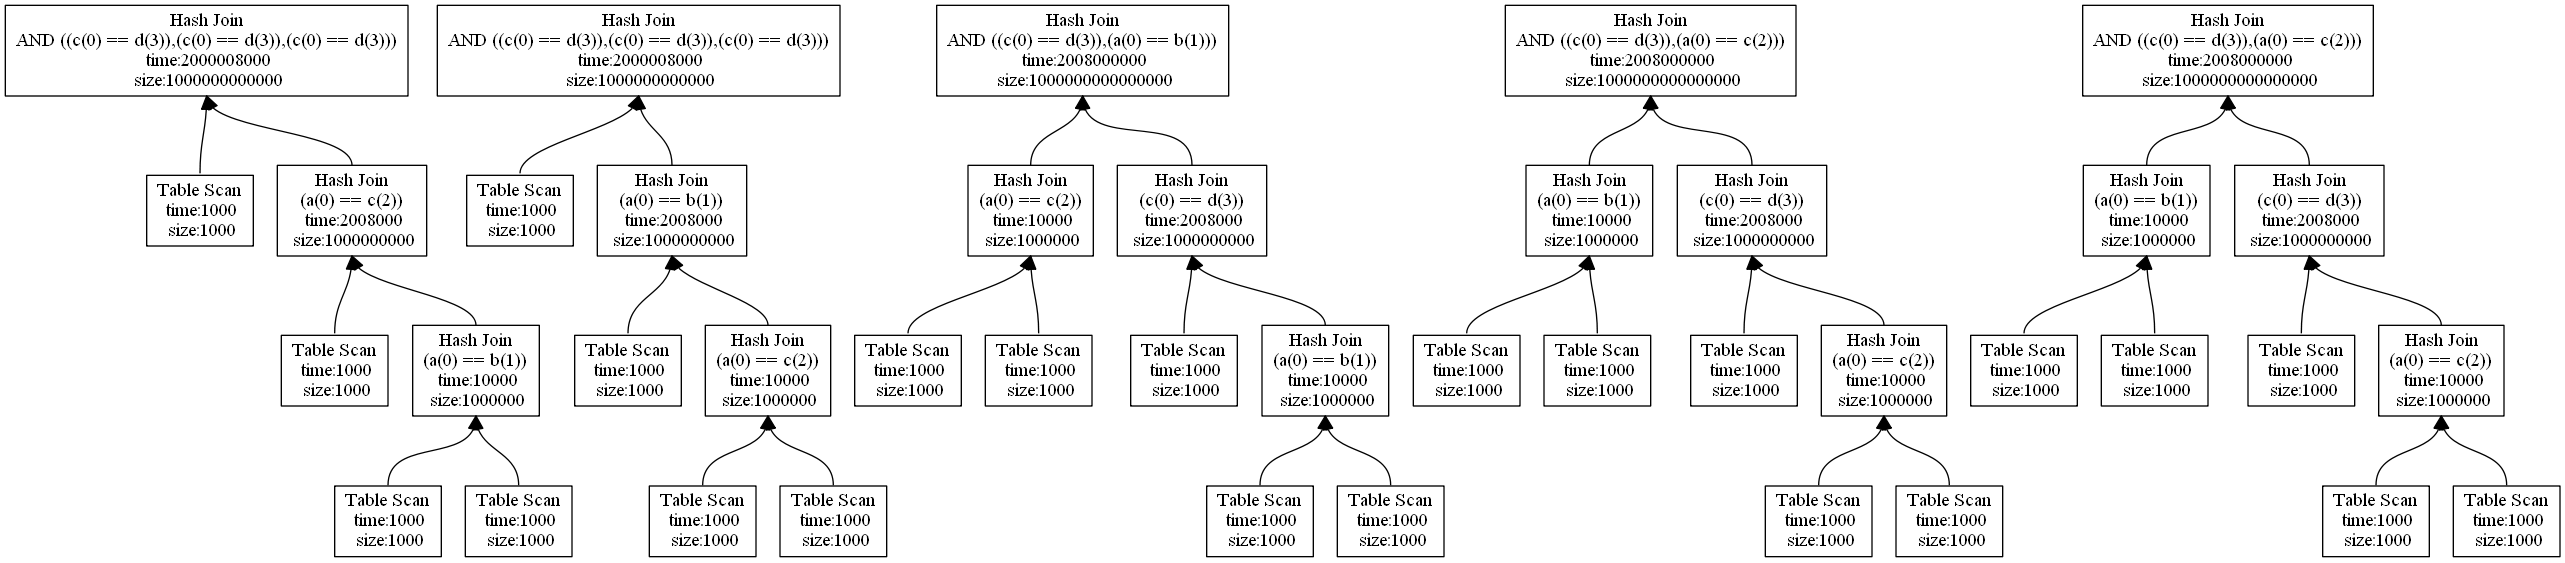 Hash Join
AND ((c(0) == d(3)),(c(0) == d(3)),(c(0) == d(3)))
time:2000008000
size:1000000000000
Hash Join
AND ((c(0) == d(3)),(c(0) == d(3)),(c(0) == d(3)))
time:2000008000
size:1000000000000
Hash Join
AND ((c(0) == d(3)),(a(0) == b(1)))
time:2008000000
size:1000000000000000
Hash Join
AND ((c(0) == d(3)),(a(0) == c(2)))
time:2008000000
size:1000000000000000
Hash Join
AND ((c(0) == d(3)),(a(0) == c(2)))
time:2008000000
size:1000000000000000
Table Scan
time:1000
size:1000
Hash Join
(a(0) == c(2))
time:2008000
size:1000000000
Table Scan
time:1000
size:1000
Hash Join
(a(0) == b(1))
time:2008000
size:1000000000
Hash Join
(a(0) == c(2))
time:10000
size:1000000
Hash Join
(c(0) == d(3))
time:2008000
size:1000000000
Hash Join
(a(0) == b(1))
time:10000
size:1000000
Hash Join
(c(0) == d(3))
time:2008000
size:1000000000
Hash Join
(a(0) == b(1))
time:10000
size:1000000
Hash Join
(c(0) == d(3))
time:2008000
size:1000000000
Table Scan
time:1000
size:1000
Hash Join
(a(0) == b(1))
time:10000
size:1000000
Table Scan
time:1000
size:1000
Hash Join
(a(0) == c(2))
time:10000
size:1000000
Table Scan
time:1000
size:1000
Table Scan
time:1000
size:1000
Table Scan
time:1000
size:1000
Hash Join
(a(0) == b(1))
time:10000
size:1000000
Table Scan
time:1000
size:1000
Table Scan
time:1000
size:1000
Table Scan
time:1000
size:1000
Hash Join
(a(0) == c(2))
time:10000
size:1000000
Table Scan
time:1000
size:1000
Table Scan
time:1000
size:1000
Table Scan
time:1000
size:1000
Hash Join
(a(0) == c(2))
time:10000
size:1000000
Table Scan
time:1000
size:1000
Table Scan
time:1000
size:1000
Table Scan
time:1000
size:1000
Table Scan
time:1000
size:1000
Table Scan
time:1000
size:1000
Table Scan
time:1000
size:1000
Table Scan
time:1000
size:1000
Table Scan
time:1000
size:1000
Table Scan
time:1000
size:1000
Table Scan
time:1000
size:1000